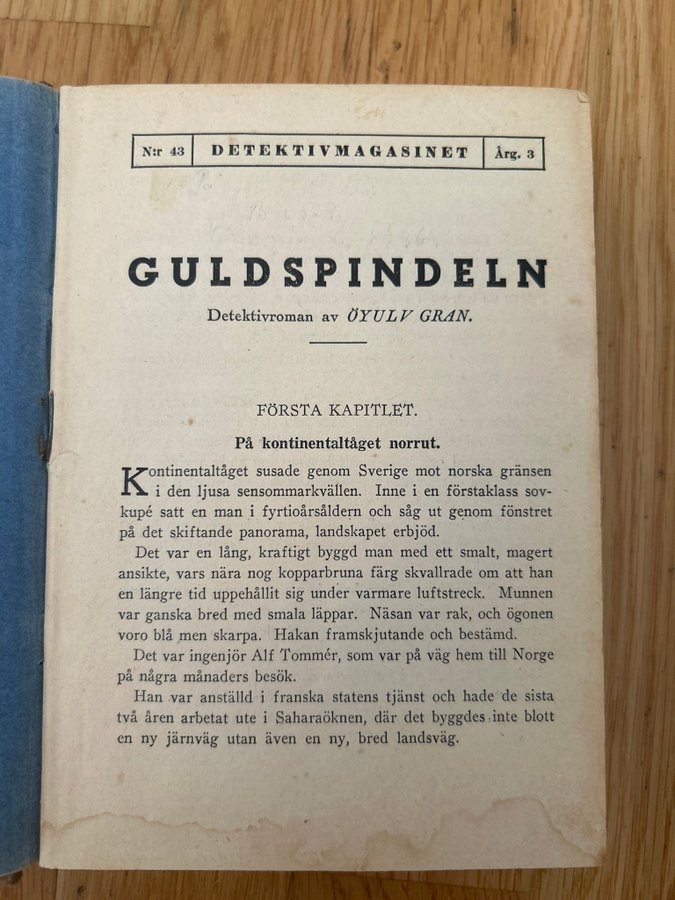 N:r 43 DETEKTIVMAGASINET Årg. 3
GULDSPINDELN
Detektivroman av ÖYULV GRAN.
FÖRSTA KAPITLET.
På kontinentaltåget norrut.
Kontinentaltåget susade genom Sverige mot norska gränsen
i den ljusa sensommarkvällen. Inne i en förstaklass sov-
kupé satt en man i fyrtioårsåldern och såg ut genom fönstret
på det skiftande panorama, landskapet erbjöd.
Det var en lång, kraftigt byggd man med ett smalt, magert
ansikte, vars nära nog kopparbruna färg skvallrade om att han
en längre tid uppehållit sig under varmare luftstreck. Munnen
var ganska bred med smala läppar. Näsan var rak, och ögonen
voro blå men skarpa. Hakan framskjutande och bestämd.
Det var ingenjör Alf Tommér, som var på väg hem till Norge
på några månaders besök.
Han var anställd i franska statens tjänst och hade de sista
två åren arbetat ute i Saharaöknen, där det byggdes inte blott
en ny järnväg utan även en ny, bred landsväg.